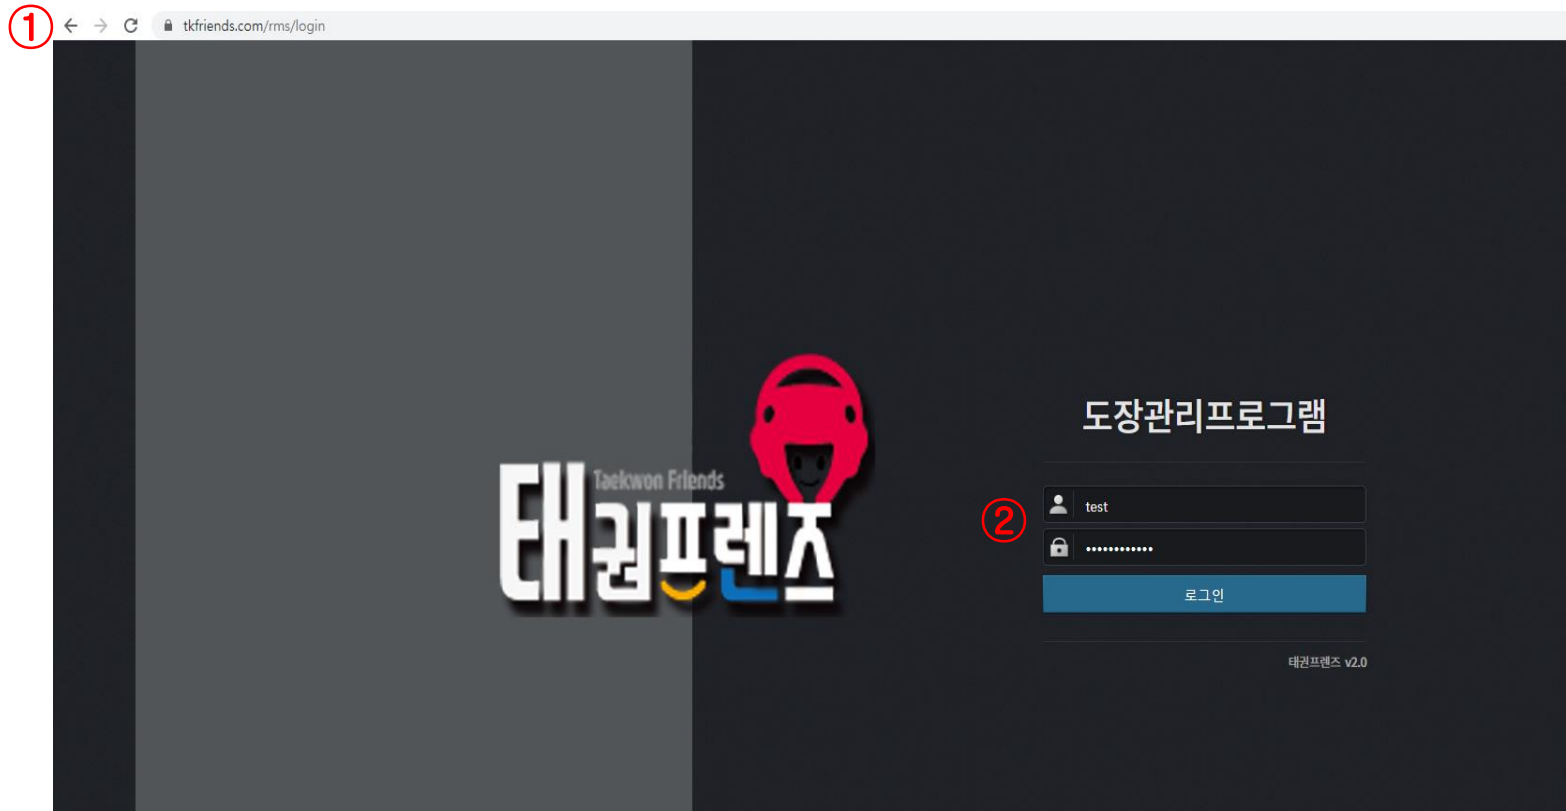 ①
tkfriends.com/rms/login
Taekwon Friends
태권프렌즈
도장관리프로그램
②
test
••••••••••••
로그인
태권프렌즈 v2.0